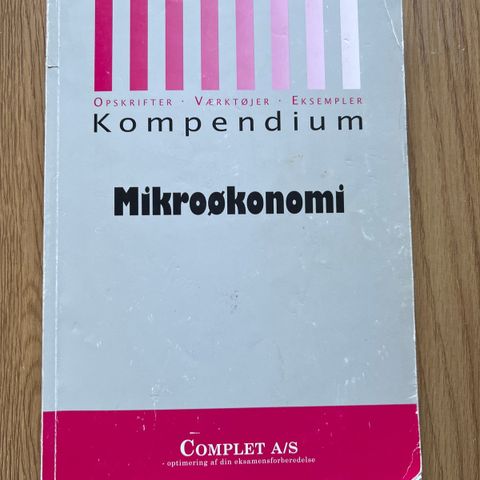 OPSKRIFTER · VÆRKTØJER · EKSEMPLER
Kompendium
Mikroøkonomi
COMPLET A/S
- optimering af din eksamensforberedelse